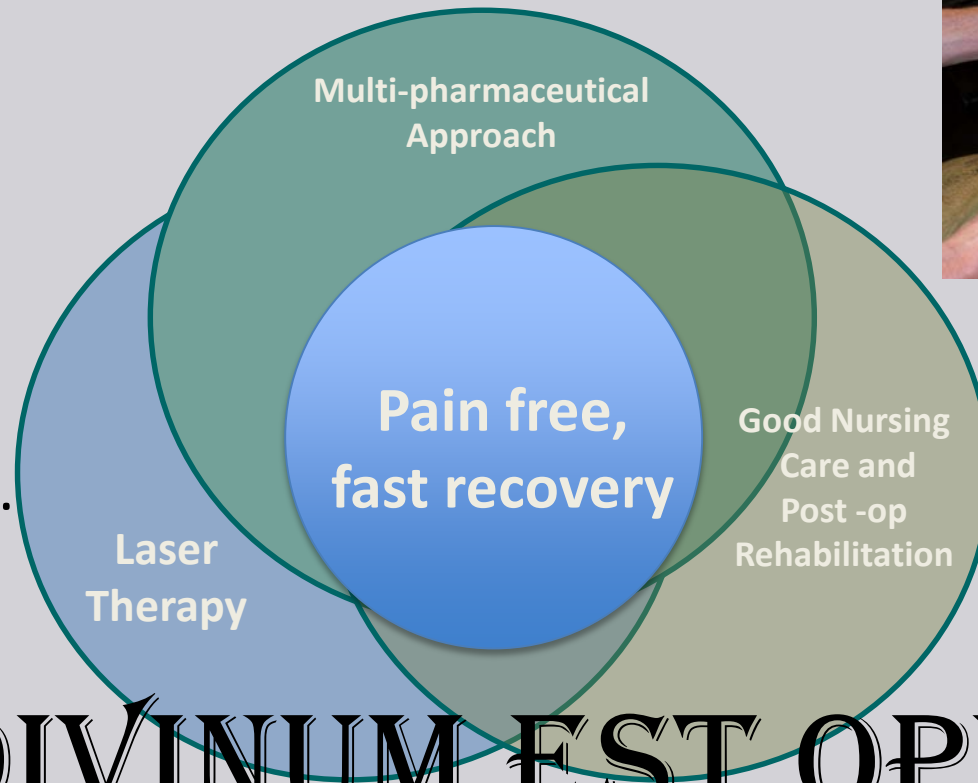 Multi-pharmaceutical
Approach
Pain free,
fast recovery
Good Nursing
Care and
Post -op
Rehabilitation
.
Laser
Therapy
DIVINUM EST OP